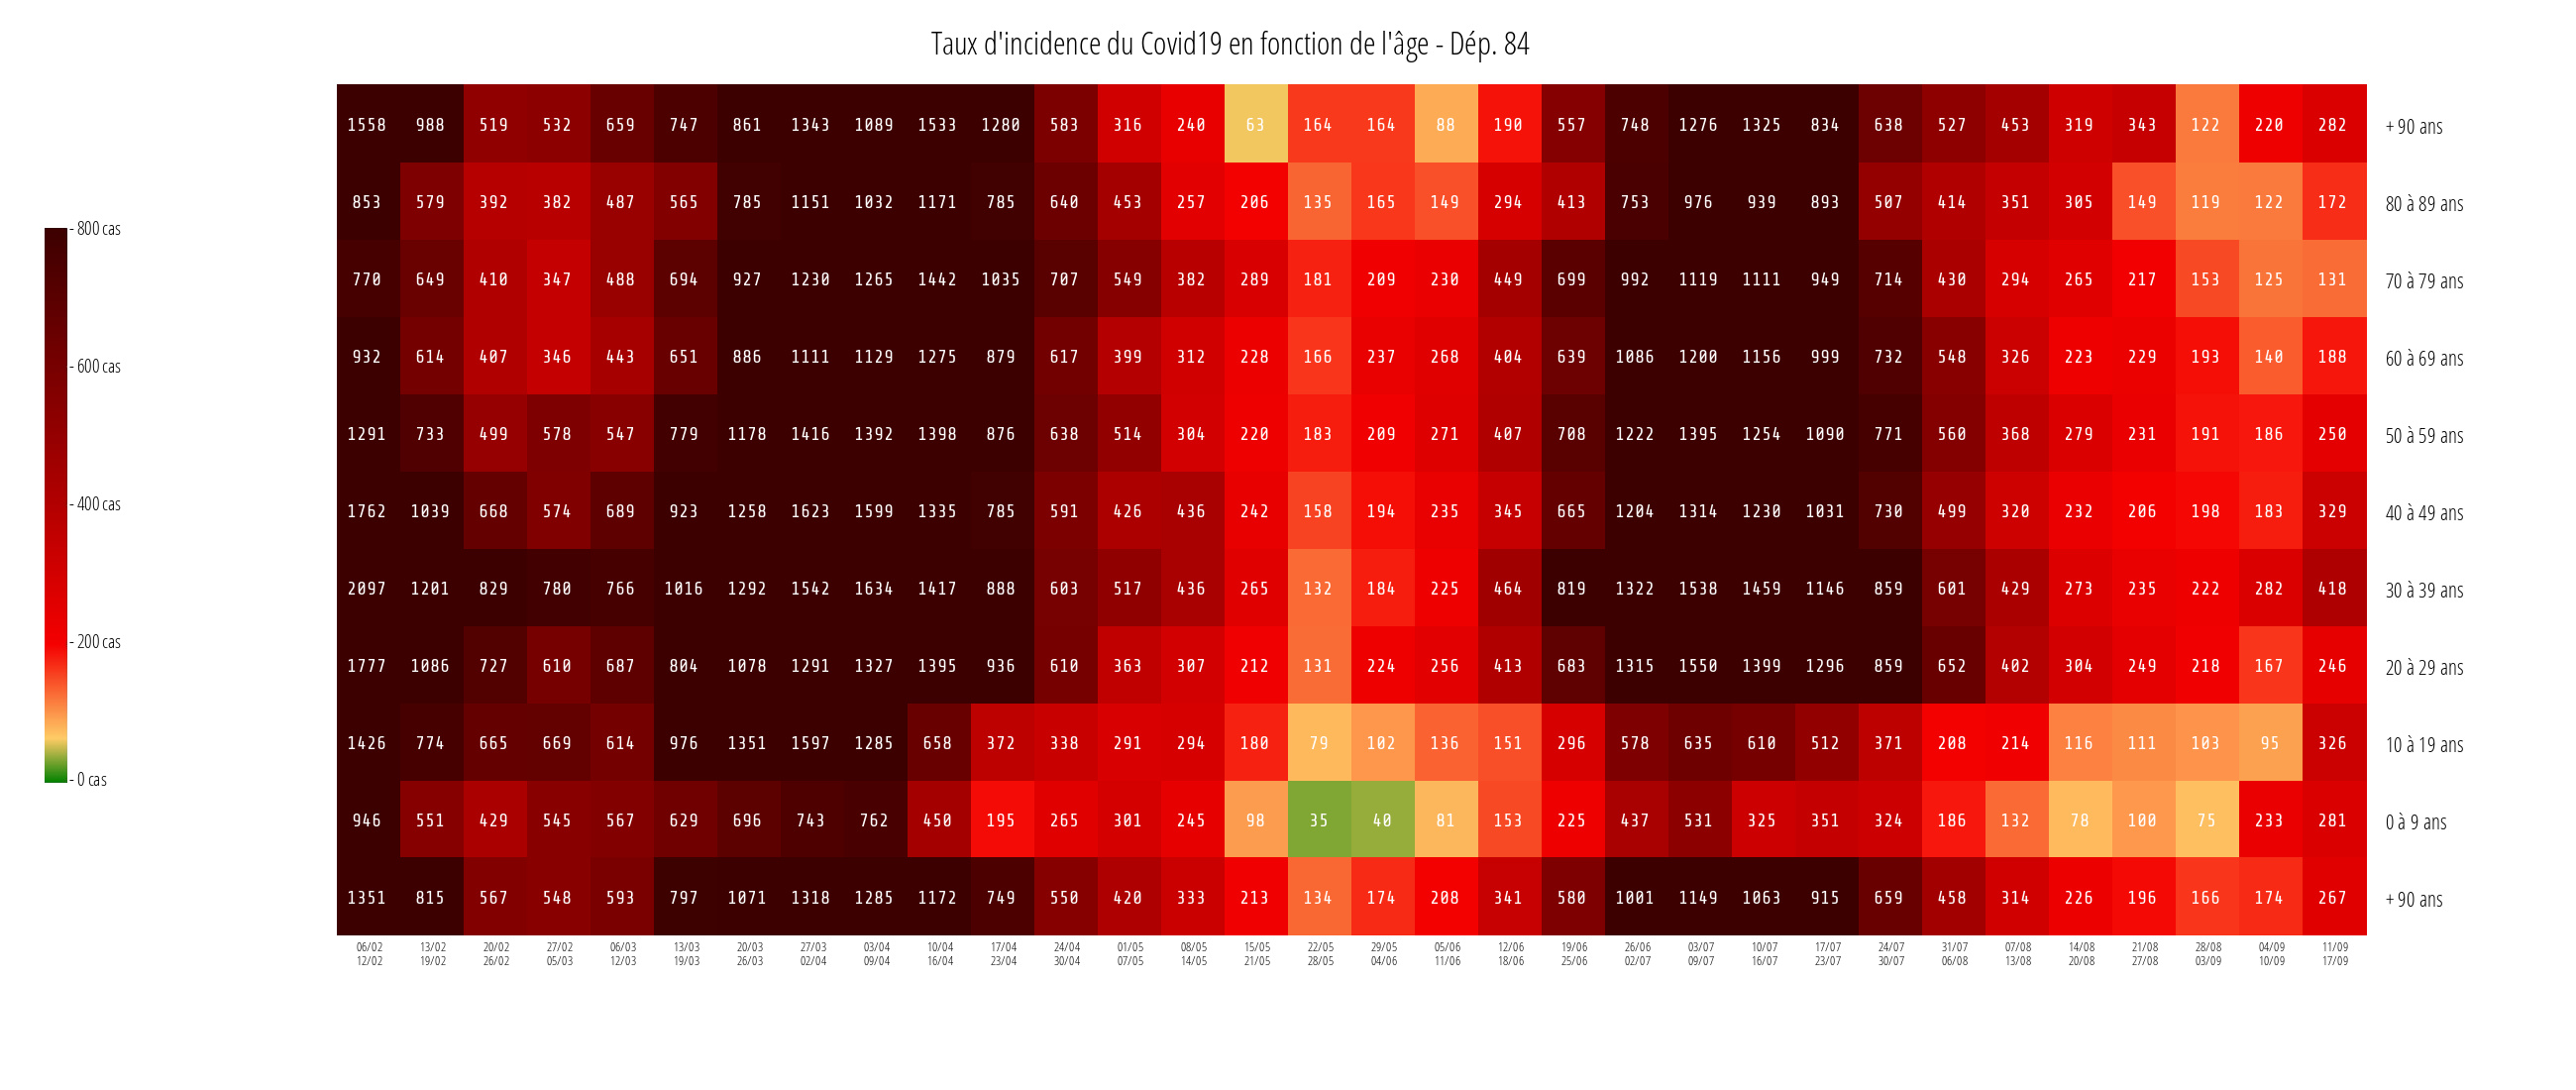 Taux d'incidence du Covid19 en fonction de l'âge - Dép. 84
- 800 cas
- 600 cas
- 400 cas
- 200 cas
- 0 cas
1558 988 519 532 659 747 861 1343 1089 1533 1280 583 316 240 63 164 164 88 190 557 748 1276 1325 834 638 527 453 319 343 122 220 282 + 90 ans
853 579 392 382 487 565 785 1151 1032 1171 785 640 453 257 206 135 165 149 294 413 753 976 939 893 507 414 351 305 149 119 122 172 80 à 89 ans
770 649 410 347 488 694 927 1230 1265 1442 1035 707 549 382 289 181 209 230 449 699 992 1119 1111 949 714 430 294 265 217 153 125 131 70 à 79 ans
932 614 407 346 443 651 886 1111 1129 1275 879 617 399 312 228 166 237 268 404 639 1086 1200 1156 999 732 548 326 223 229 193 140 188 60 à 69 ans
1291 733 499 578 547 779 1178 1416 1392 1398 876 638 514 304 220 183 209 271 407 708 1222 1395 1254 1090 771 560 368 279 231 191 186 250 50 à 59 ans
1762 1039 668 574 689 923 1258 1623 1599 1335 785 591 426 436 242 158 194 235 345 665 1204 1314 1230 1031 730 499 320 232 206 198 183 329 40 à 49 ans
2097 1201 829 780 766 1016 1292 1542 1634 1417 888 603 517 436 265 132 184 225 464 819 1322 1538 1459 1146 859 601 429 273 235 222 282 418 30 à 39 ans
1777 1086 727 610 687 804 1078 1291 1327 1395 936 610 363 307 212 131 224 256 413 683 1315 1550 1399 1296 859 652 402 304 249 218 167 246 20 à 29 ans
1426 774 665 669 614 976 1351 1597 1285 658 372 338 291 294 180 79 102 136 151 296 578 635 610 512 371 208 214 116 111 103 95 326 10 à 19 ans
946 551 429 545 567 629 696 743 762 450 195 265 301 245 98 35 40 81 153 225 437 531 325 351 324 186 132 78 100 75 233 281 0 à 9 ans
1351 815 567 548 593 797 1071 1318 1285 1172 749 550 420 333 213 134 174 208 341 580 1001 1149 1063 915 659 458 314 226 196 166 174 267 + 90 ans
06/02 13/02 20/02 27/02 06/03 13/03 20/03 27/03 03/04 10/04 17/04 24/04 01/05 08/05 15/05 22/05 29/05 05/06 12/06 19/06 26/06 03/07 10/07 17/07 24/07 31/07 07/08 14/08 21/08 28/08 04/09 11/09
12/02 19/02 26/02 05/03 12/03 19/03 26/03 02/04 09/04 16/04 23/04 30/04 07/05 14/05 21/05 28/05 04/06 11/06 18/06 25/06 02/07 09/07 16/07 23/07 30/07 06/08 13/08 20/08 27/08 03/09 10/09 17/09